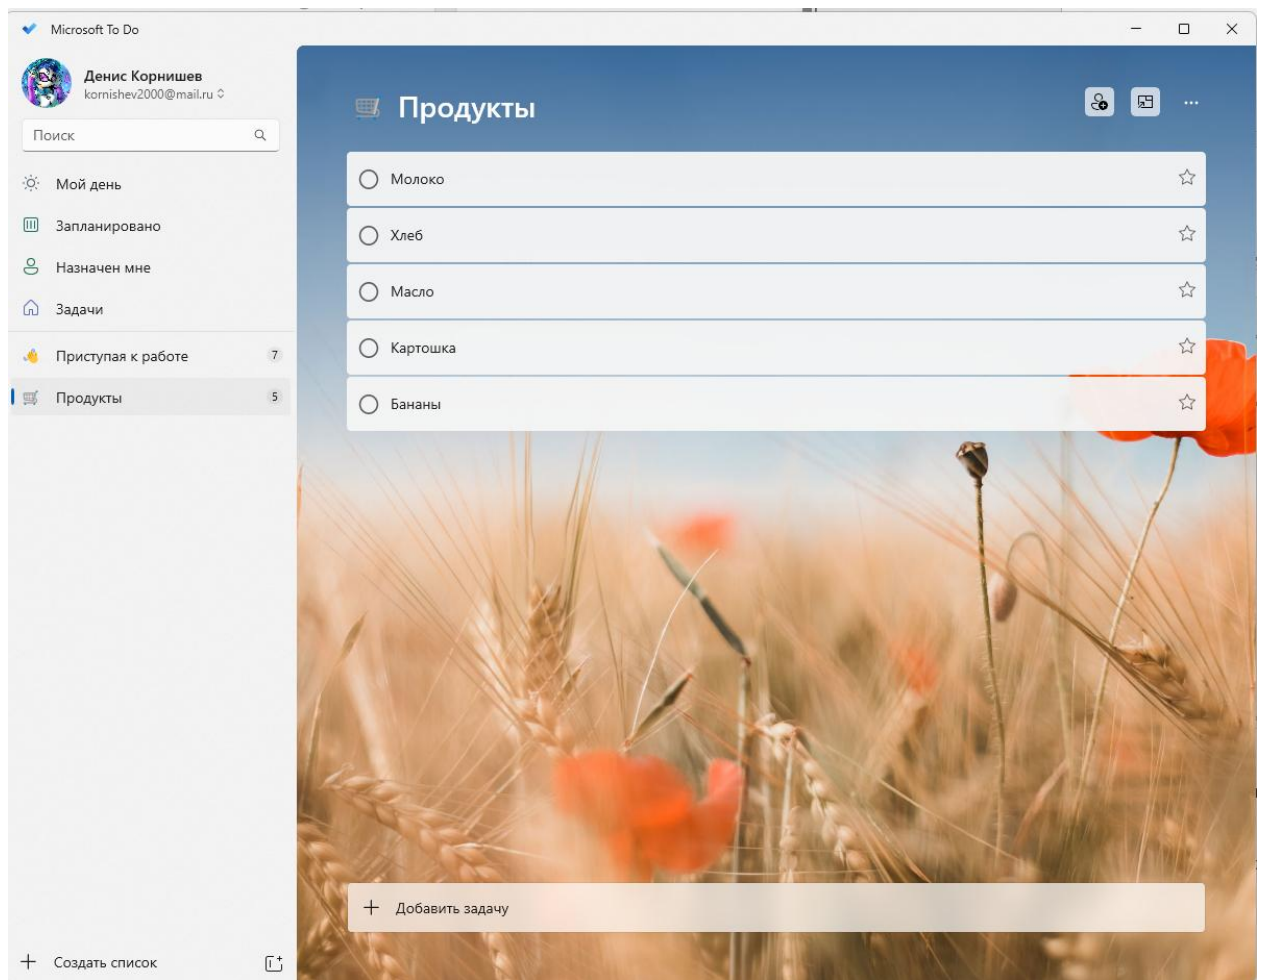 Microsoft To Do
Денис Корнишев
kornishev2000@mail.ru
Поиск
Мой день
Запланировано
Назначен мне
Задачи
Приступая к работе 7
Продукты 5
Создать список
Продукты
Молоко
Хлеб
Масло
Картошка
Бананы
Добавить задачу